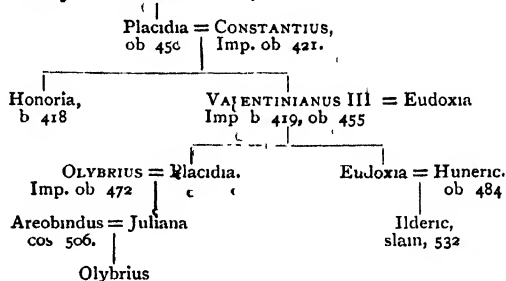 Placidia = CONSTANTIUS,
ob 450 Imp. ob 421.
Honoria, VALENTINIANUS III = Eudoxia
b 418 Imp b 419, ob 455
OLYBRIUS = Placidia. Eudoxia = Huneric.
Imp. ob 472 ob 484
Areobindus = Juliana Ilderic,
cos 506. slain, 532
Olybrius